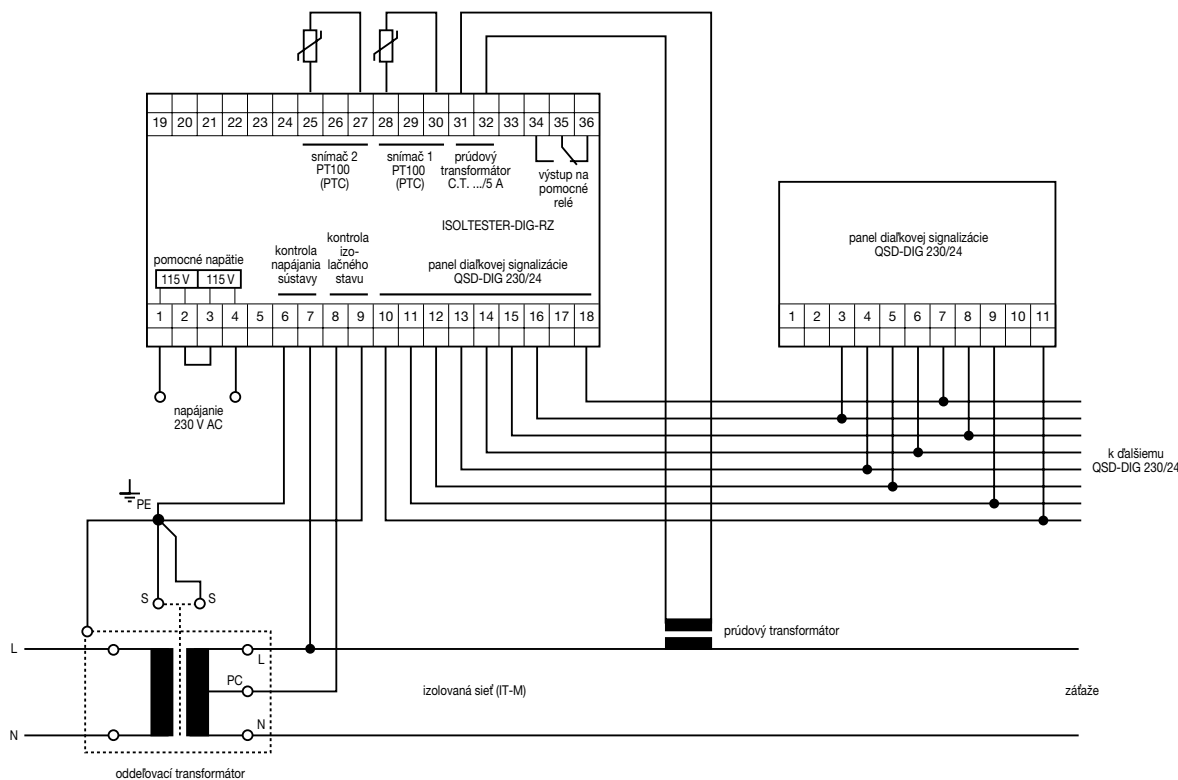 19 20 21 22 23 24 25 26 27 28 29 30 31 32 33 34 35 36
snímač 2
PT100
(PTC)
snímač 1
PT100
(PTC)
prúdový
transformátor
C.T. .../5 A
výstup na
pomocné
relé
ISOLTESTER-DIG-RZ
pomocné napätie
115 V 115 V
kontrola
napájania
sústavy
kontrola
izo-
lačného
stavu
panel diaľkovej signalizácie
QSD-DIG 230/24
1 2 3 4 5 6 7 8 9 10 11 12 13 14 15 16 17 18
panel diaľkovej signalizácie
QSD-DIG 230/24
1 2 3 4 5 6 7 8 9 10 11
napájanie
230 V AC
k ďalšiemu
QSD-DIG 230/24
PE
S S
prúdový transformátor
L
L
PC
izolovaná sieť (IT-M)
záťaže
N
N
oddeľovací transformátor